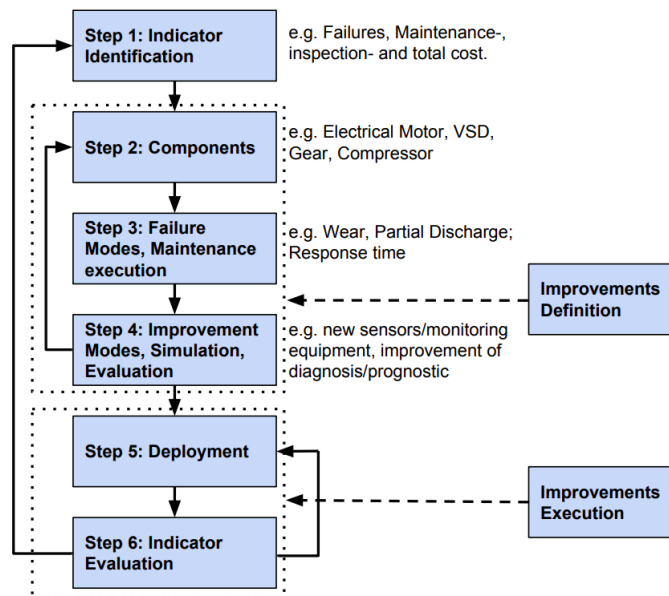 Step 1: Indicator
Identification
e.g. Failures, Maintenance-,
inspection- and total cost.
Step 2: Components
e.g. Electrical Motor, VSD,
Gear, Compressor
Step 3: Failure
Modes, Maintenance
execution
e.g. Wear, Partial Discharge;
Response time
Improvements
Definition
Step 4: Improvement
Modes, Simulation,
Evaluation
e.g. new sensors/monitoring
equipment, improvement of
diagnosis/prognostic
Step 5: Deployment
Improvements
Execution
Step 6: Indicator
Evaluation